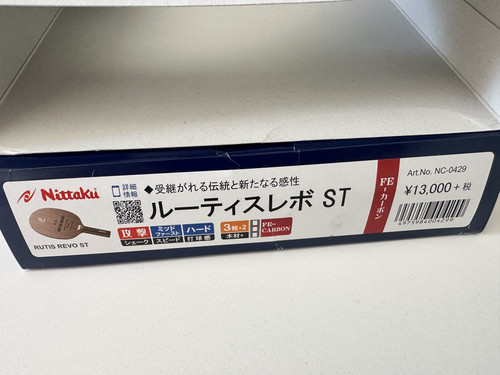 Nittaku
詳細
情報
◆受継がれる伝統と新たなる感性
ルーティスレボ ST
RUTIS REVO ST
攻撃
シェーク
ミッド
ファースト
スピード
ハード
打球感
3枚+2
木材+
FE-
CARBON
FE-カーボン
Art.No. NC-0429
¥13,000 +税